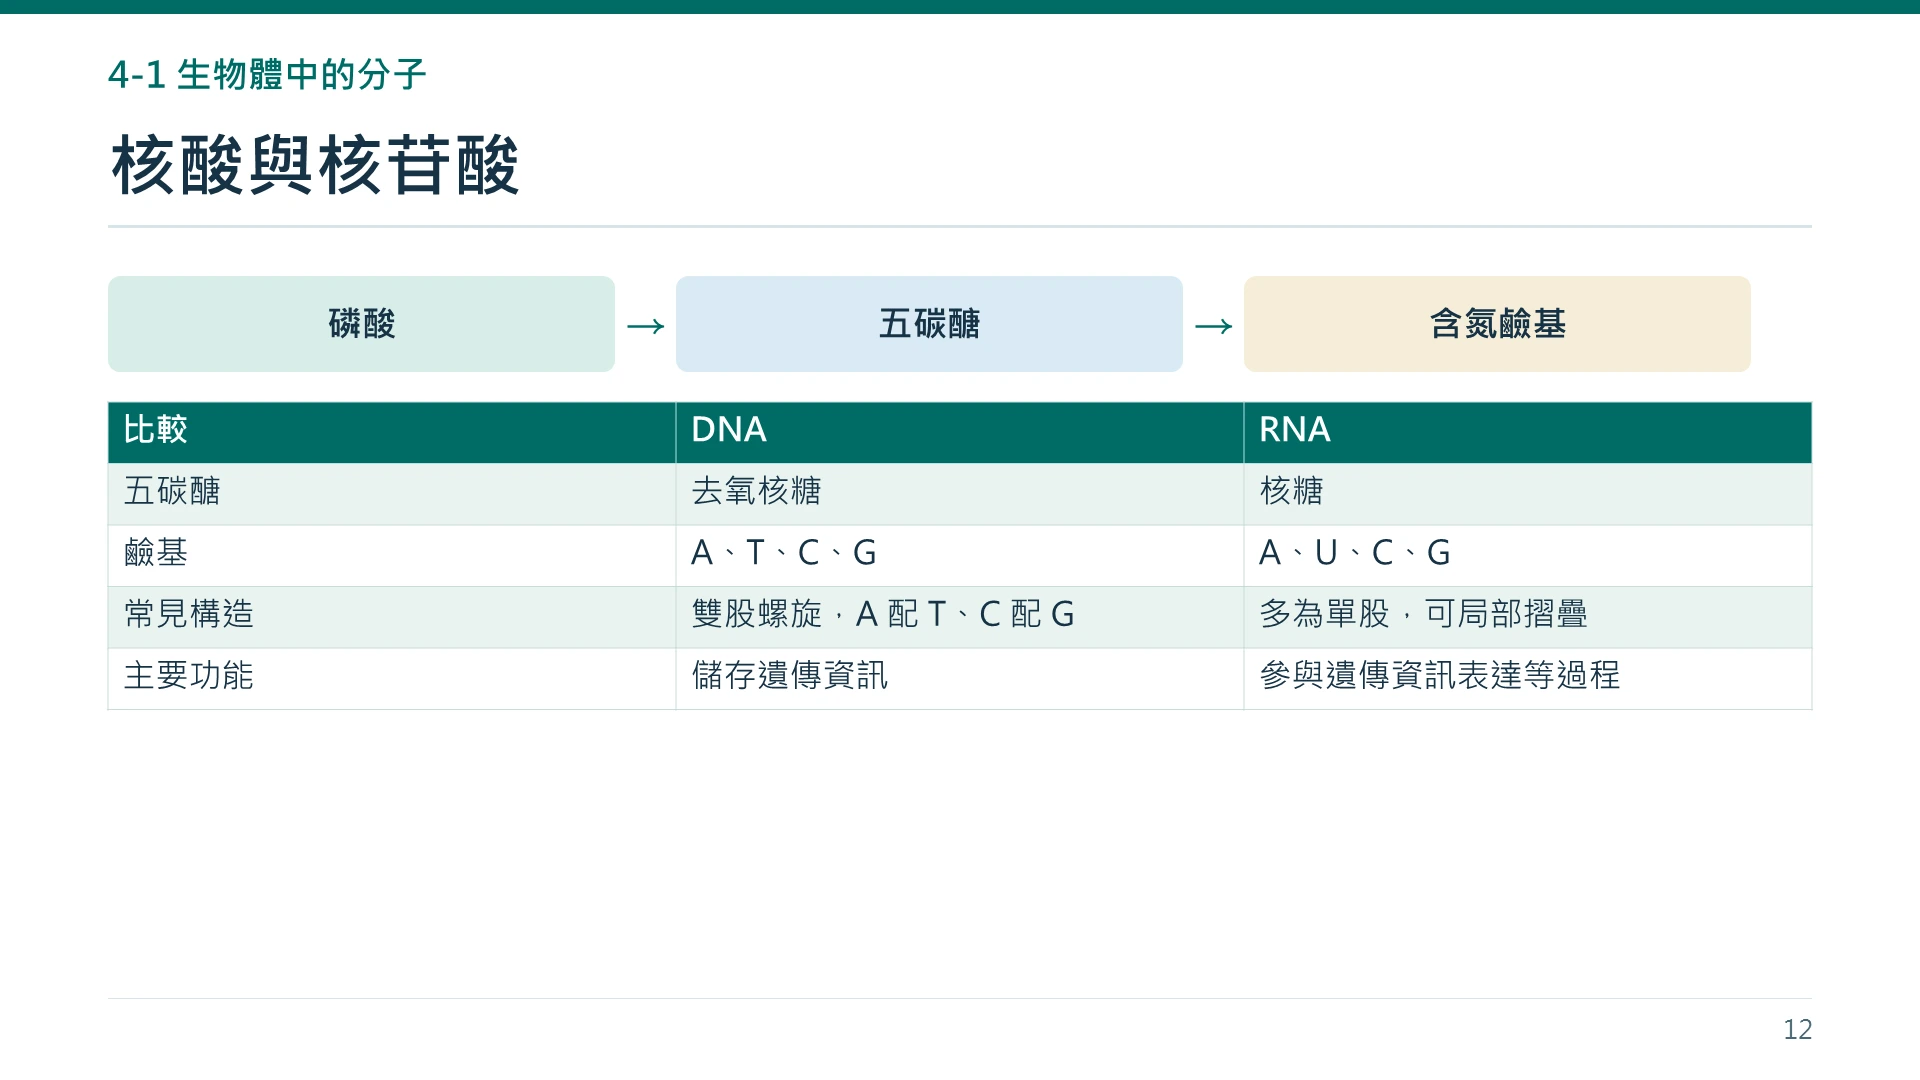 4-1 生物體中的分子
核酸與核苷酸
磷酸 → 五碳醣 → 含氮鹼基
比較 DNA RNA
五碳醣 去氧核糖 核糖
鹼基 A、T、C、G A、U、C、G
常見構造 雙股螺旋，A 配 T、C 配 G 多為單股，可局部摺疊
主要功能 儲存遺傳資訊 參與遺傳資訊表達等過程
12